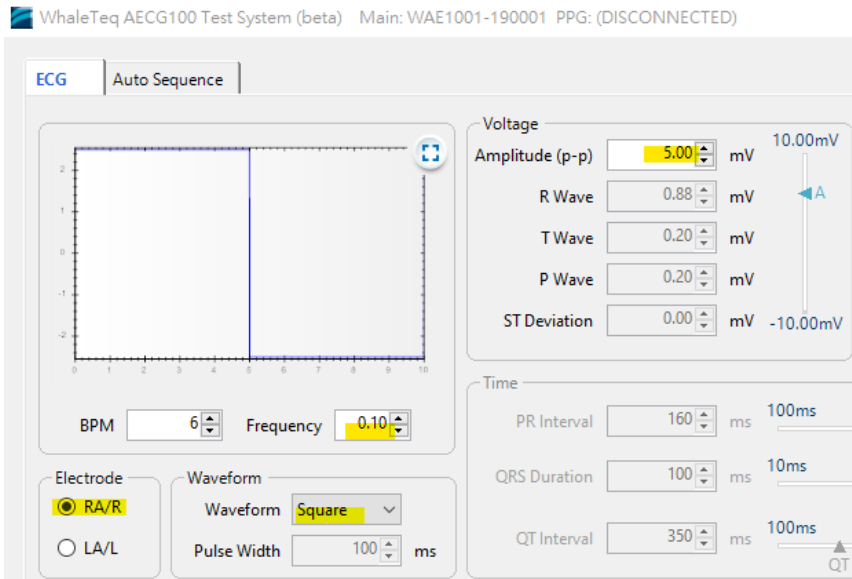 WhaleTeq AECG100 Test System (beta) Main: WAE1001-190001 PPG: (DISCONNECTED)
ECG Auto Sequence
2
1
0
-1
-2
0 1 2 3 4 5 6 7 8 9 10
BPM 6 Frequency 0.10
Electrode
RA/R
LA/L
Waveform
Waveform Square
Pulse Width 100 ms
Voltage
Amplitude (p-p) 5.00 mV
R Wave 0.88 mV
T Wave 0.20 mV
P Wave 0.20 mV
ST Deviation 0.00 mV
10.00mV
A
-10.00mV
Time
PR Interval 160 ms 100ms
QRS Duration 100 ms 10ms
QT Interval 350 ms 100ms
QT